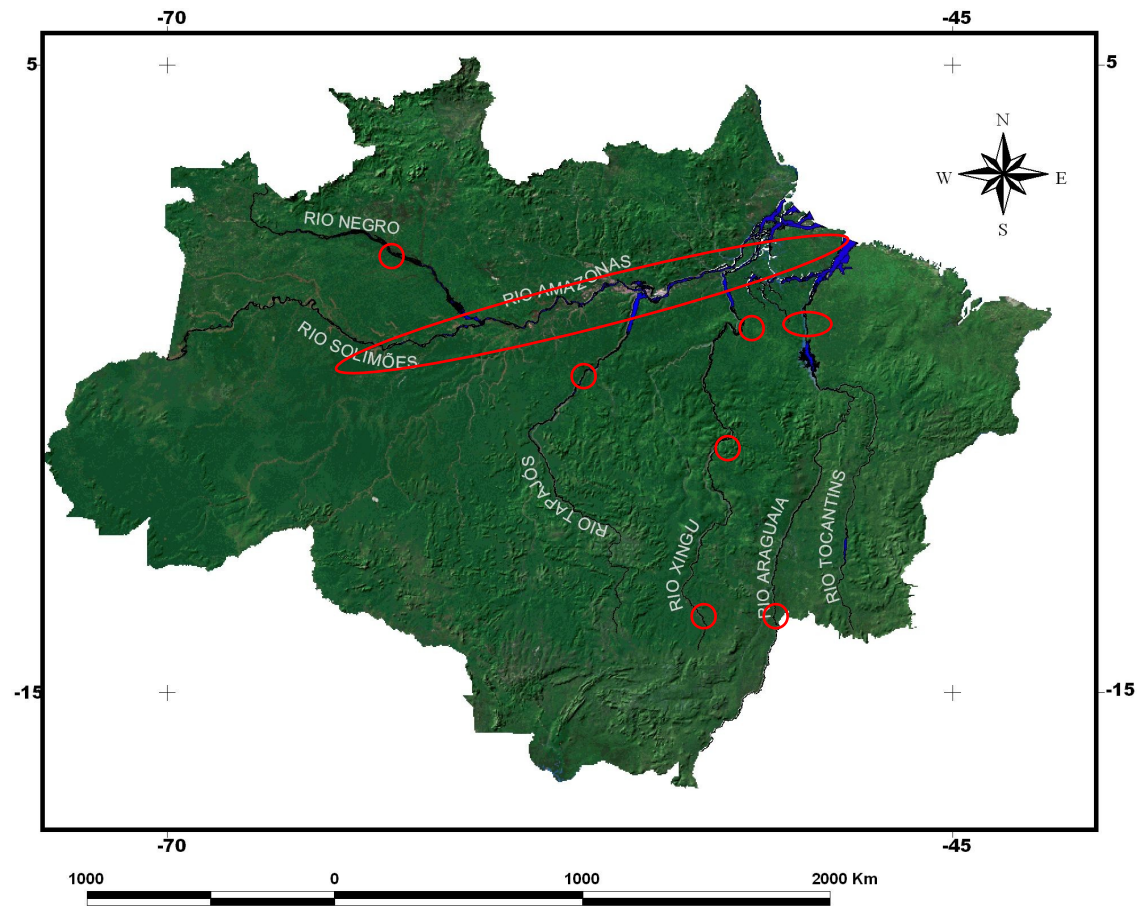 -70 -45
5 5
N
W E
S
RIO NEGRO
RIO AMAZONAS
RIO SOLIMÕES
RIO TAPAJÓS
RIO XINGU
RIO ARAGUAIA
RIO TOCANTINS
-15 -15
-70 -45
1000 0 1000 2000 Km